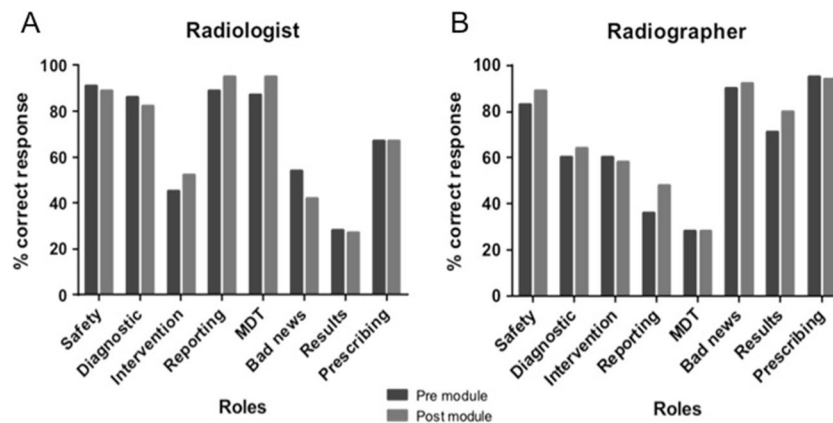 A
Radiologist
% correct response
100
80
60
40
20
0
Safety
Diagnostic
Intervention
Reporting
MDT
Bad news
Results
Prescribing
Roles
B
Radiographer
% correct response
100
80
60
40
20
0
Safety
Diagnostic
Intervention
Reporting
MDT
Bad news
Results
Prescribing
Roles
Pre module
Post module